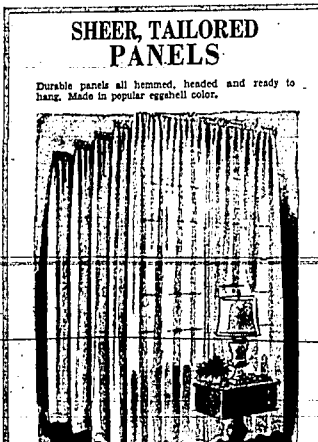 SHEER, TAILORED
PANELS
Durable panels all hemmed, headed and ready to
hang. Made in popular eggshell color.